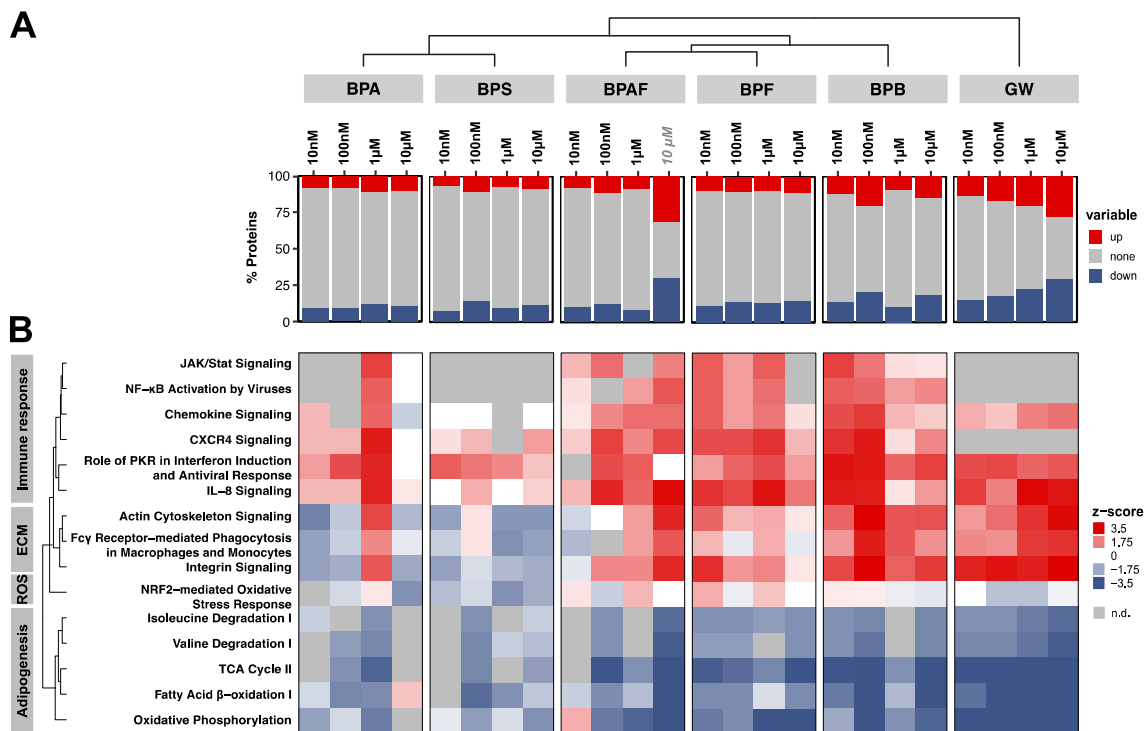 A
BPA BPS BPAF BPF BPB GW
10nM 100nM 1µM 10µM 10nM 100nM 1µM 10µM 10nM 100nM 1µM 10 µM 10nM 100nM 1µM 10µM 10nM 100nM 1µM 10µM 10nM 100nM 1µM 10µM
% Proteins
100
75
50
25
0
variable
up
none
down
B
Immune response
ECM
ROS
Adipogenesis
JAK/Stat Signaling
NF−κB Activation by Viruses
Chemokine Signaling
CXCR4 Signaling
Role of PKR in Interferon Induction
and Antiviral Response
IL−8 Signaling
Actin Cytoskeleton Signaling
Fcγ Receptor−mediated Phagocytosis
in Macrophages and Monocytes
Integrin Signaling
NRF2−mediated Oxidative
Stress Response
Isoleucine Degradation I
Valine Degradation I
TCA Cycle II
Fatty Acid β−oxidation I
Oxidative Phosphorylation
z−score
3.5
1.75
0
−1.75
−3.5
n.d.